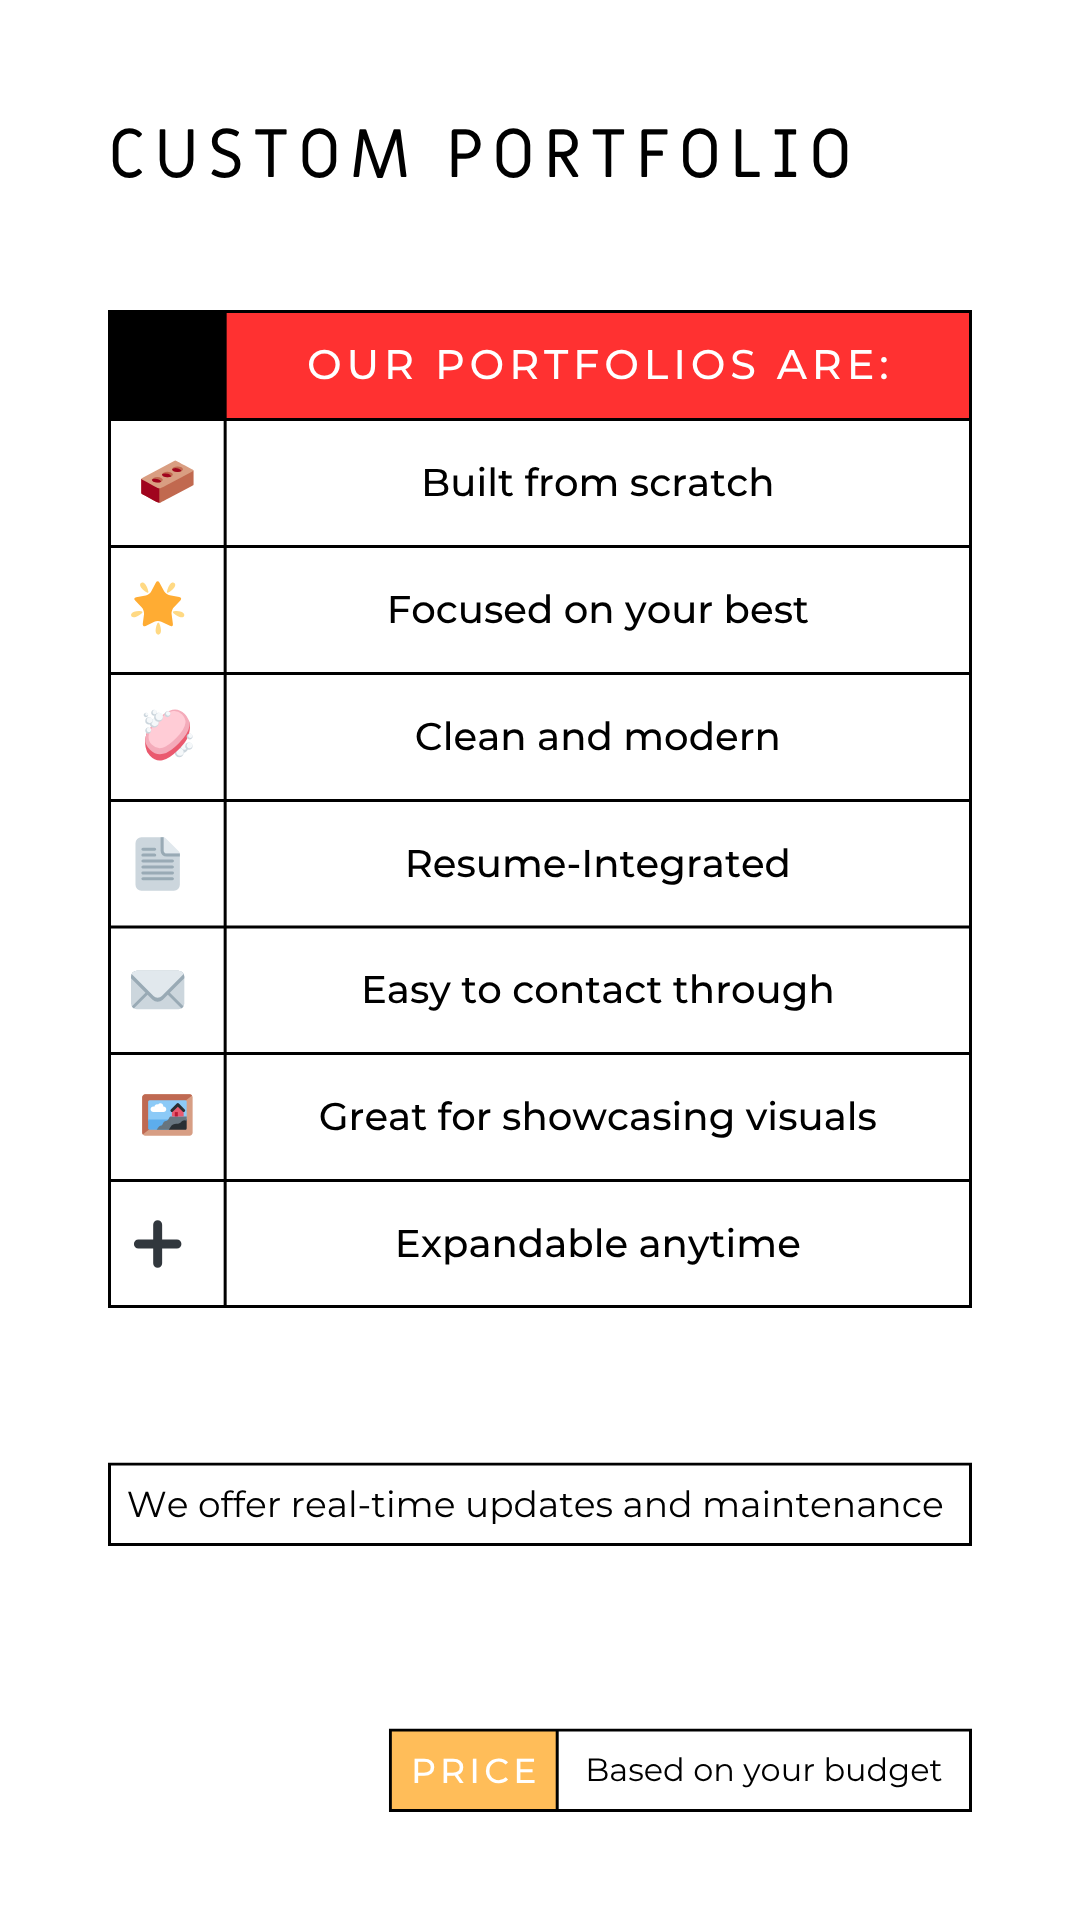 CUSTOM PORTFOLIO
OUR PORTFOLIOS ARE:
Built from scratch
Focused on your best
Clean and modern
Resume-Integrated
Easy to contact through
Great for showcasing visuals
Expandable anytime
We offer real-time updates and maintenance
PRICE Based on your budget